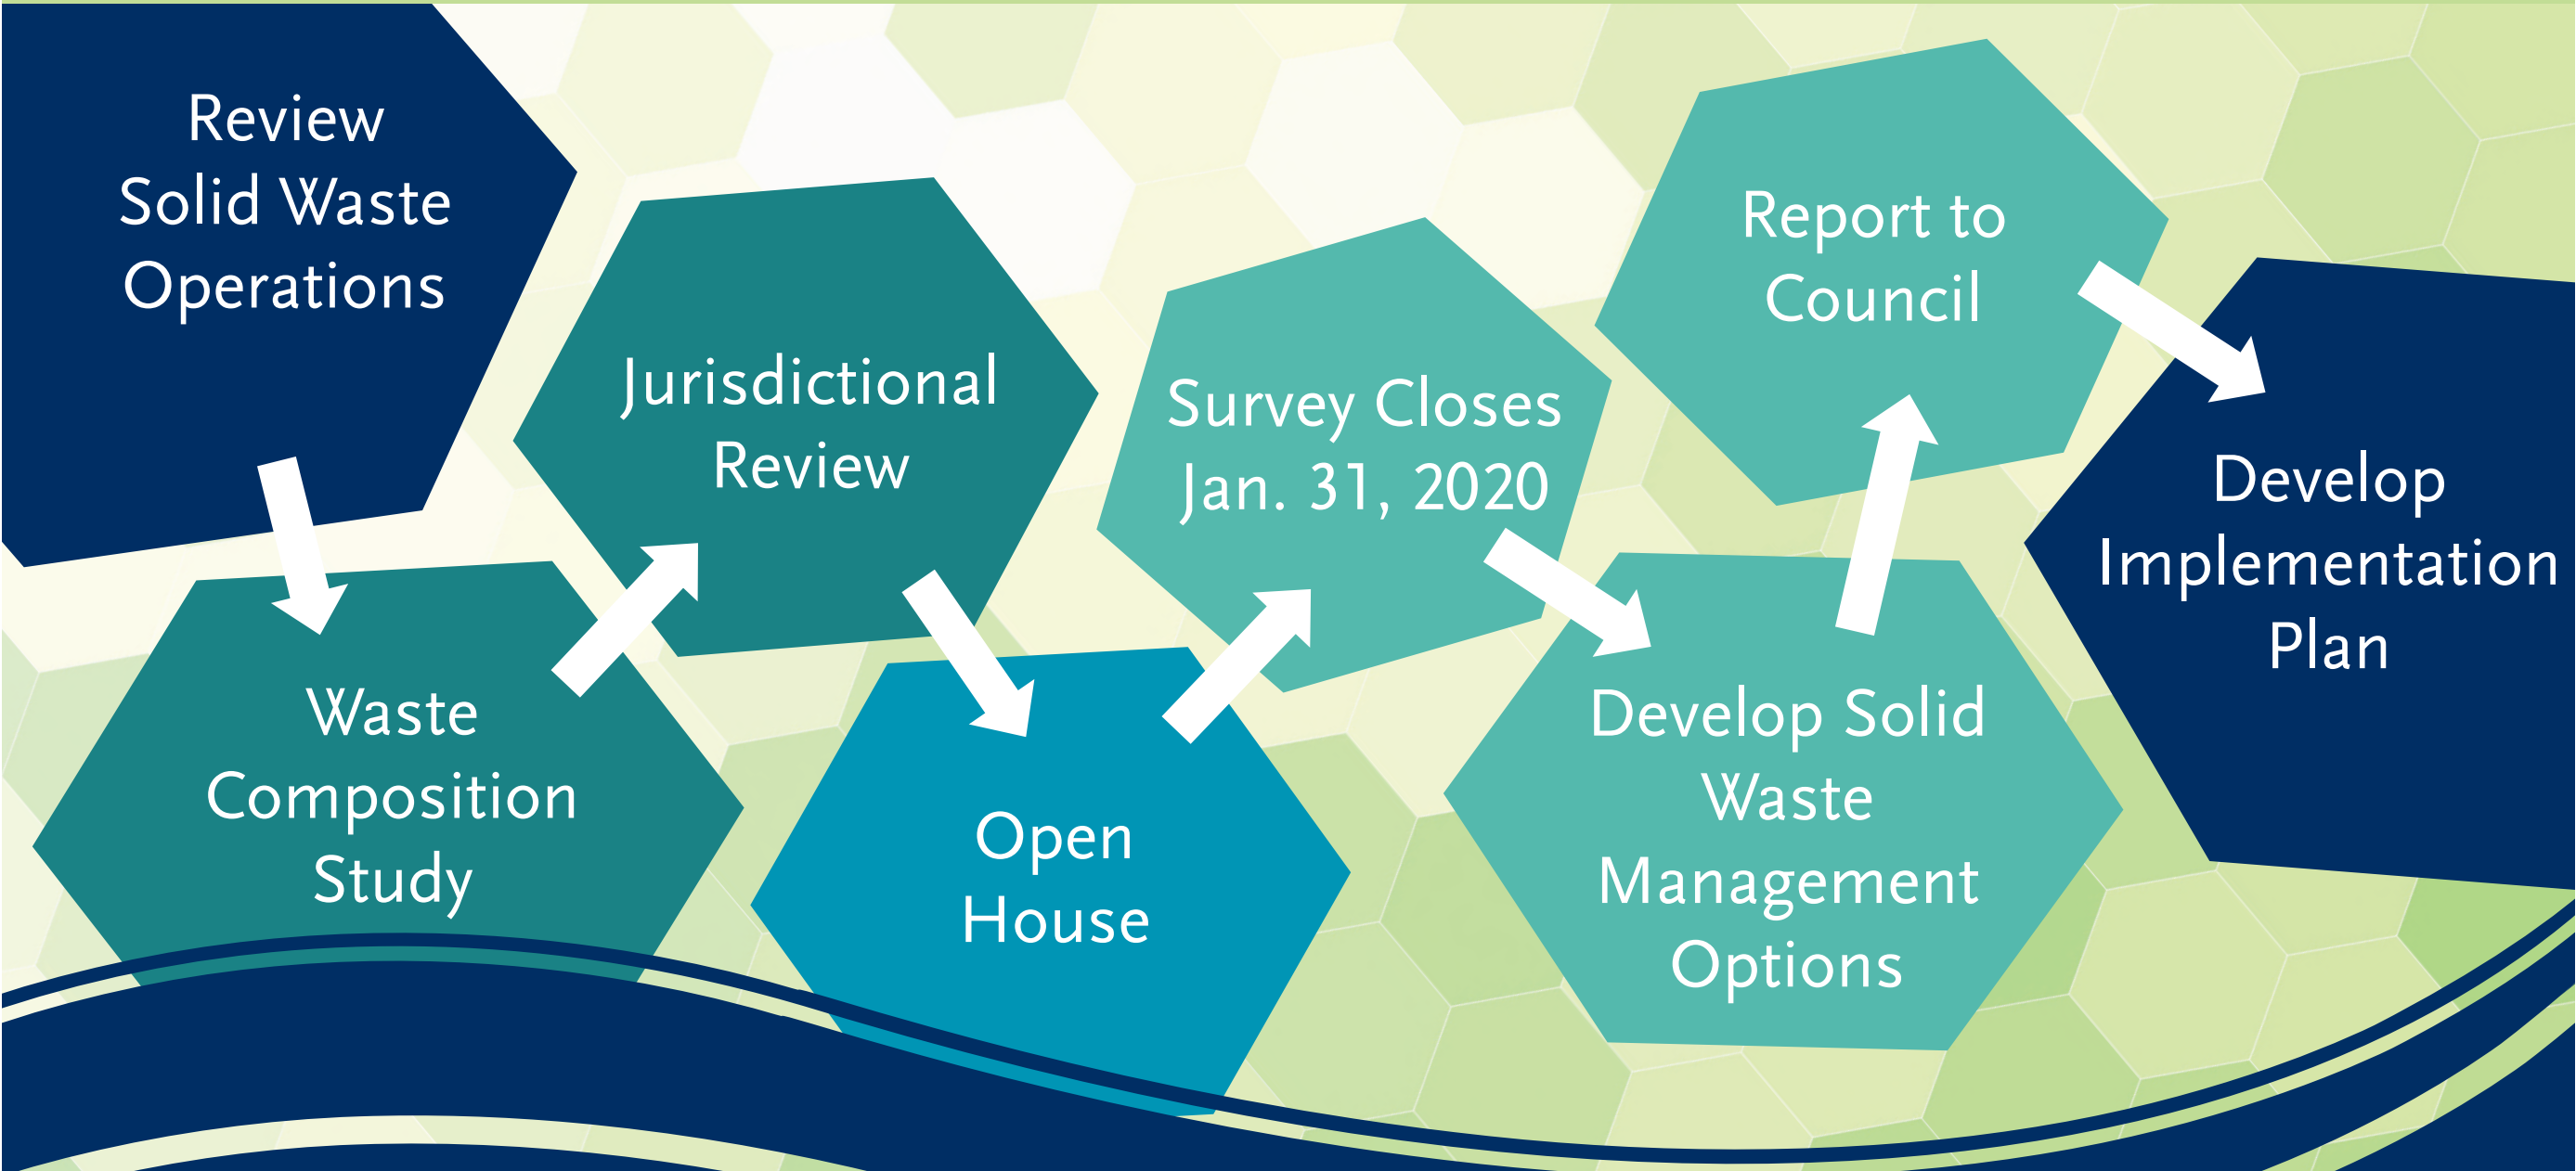 Review
Solid Waste
Operations
Waste
Composition
Study
Jurisdictional
Review
Open
House
Survey Closes
Jan. 31, 2020
Develop Solid
Waste
Management
Options
Report to
Council
Develop
Implementation
Plan